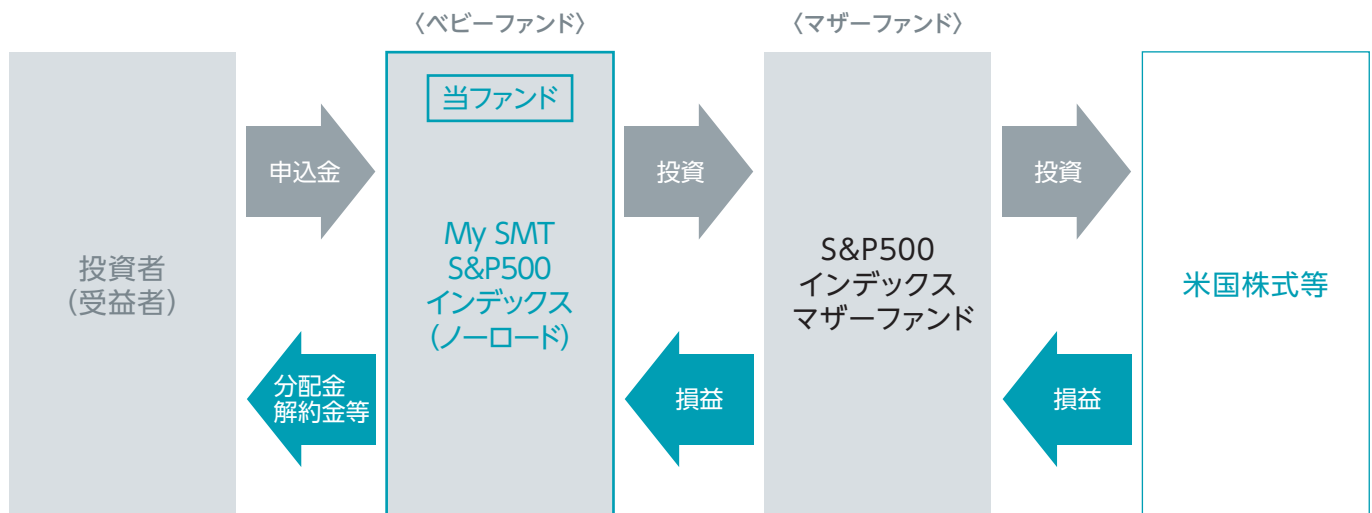 〈ベビーファンド〉
〈マザーファンド〉
当ファンド
申込金
投資
投資
投資者
(受益者)
My SMT
S&P500
インデックス
(ノーロード)
S&P500
インデックス
マザーファンド
米国株式等
分配金
解約金等
損益
損益